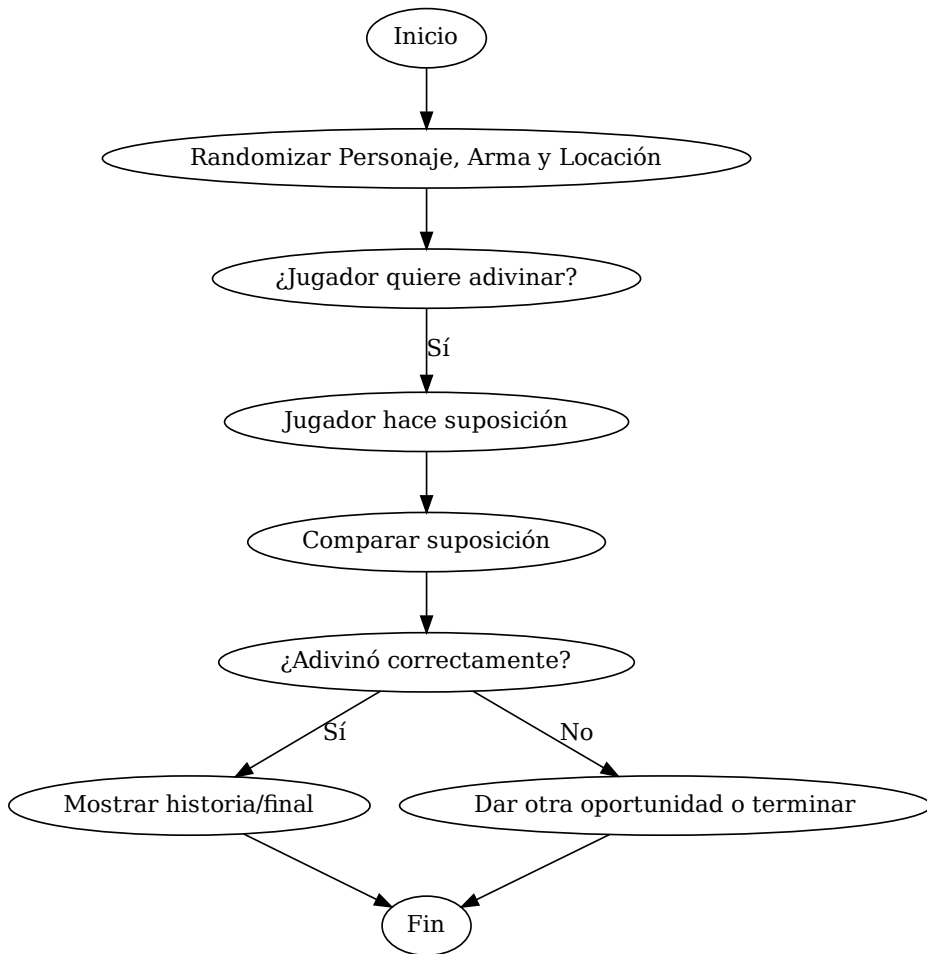 Inicio
Randomizar Personaje, Arma y Locación
¿Jugador quiere adivinar?
Sí
Jugador hace suposición
Comparar suposición
¿Adivinó correctamente?
Sí
No
Mostrar historia/final
Dar otra oportunidad o terminar
Fin